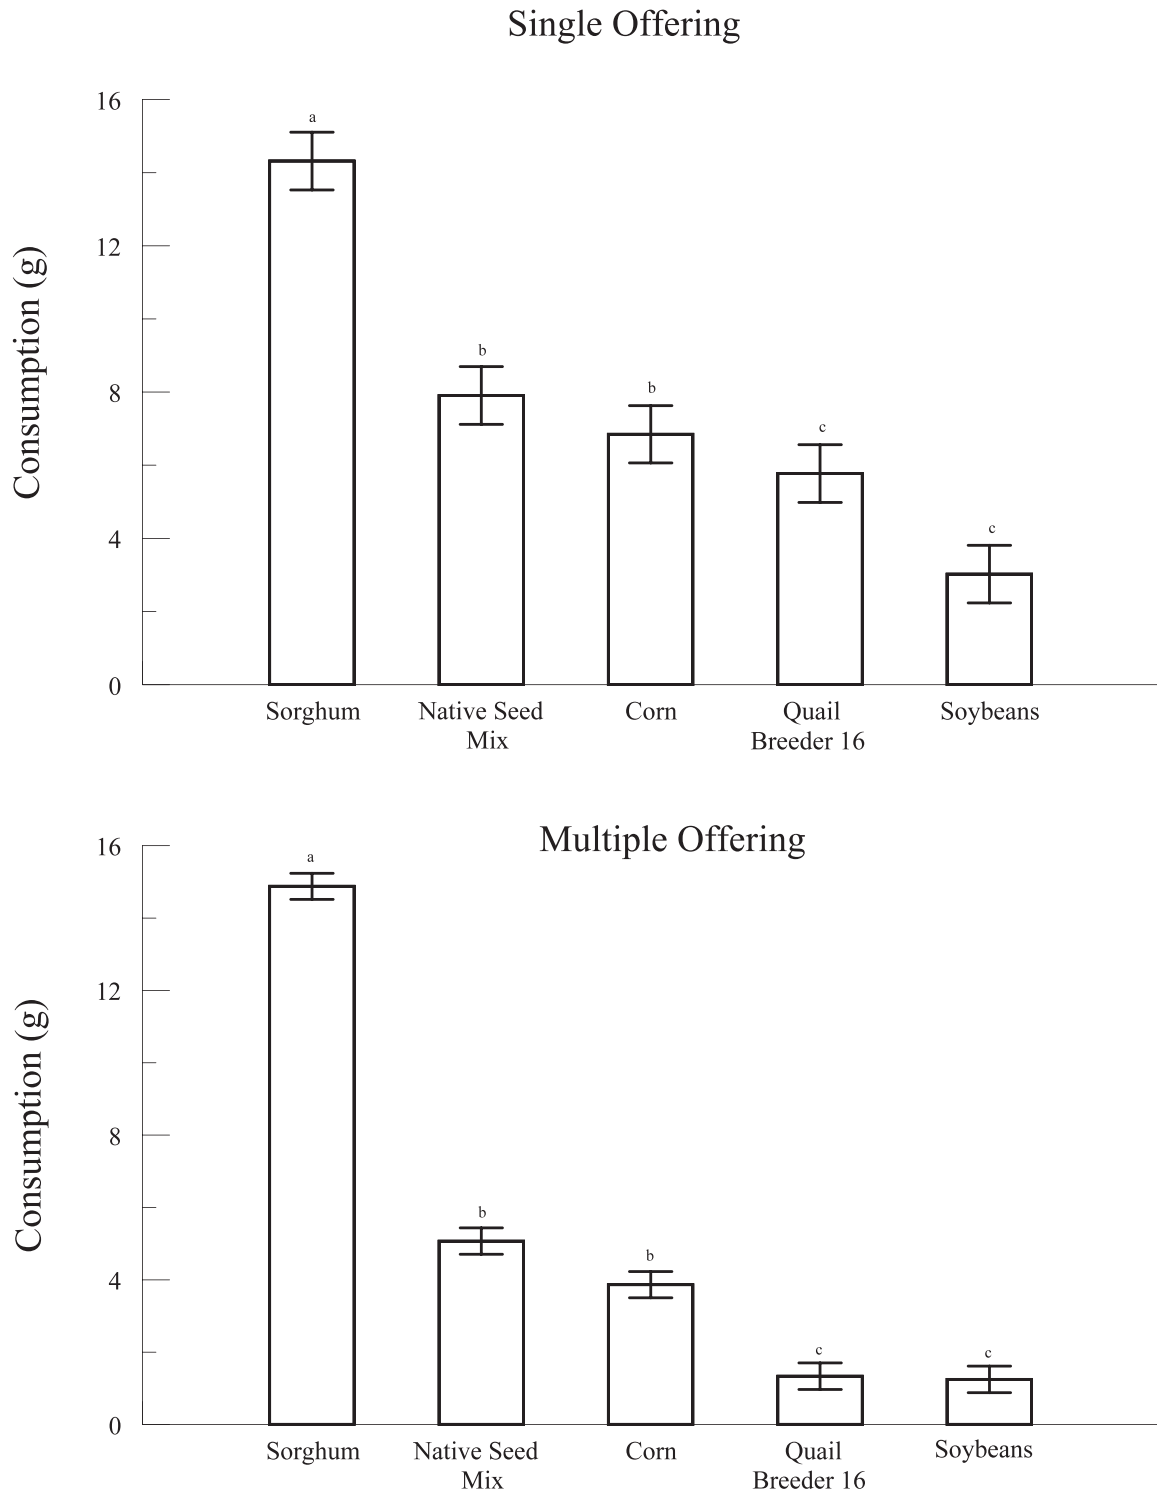 Single Offering
16
a
12
b
8
b
c
4
c
0
Consumption (g)
Sorghum
Native Seed
Mix
Corn
Quail
Breeder 16
Soybeans
Multiple Offering
16
a
12
8
b
b
4
c
c
0
Consumption (g)
Sorghum
Native Seed
Mix
Corn
Quail
Breeder 16
Soybeans